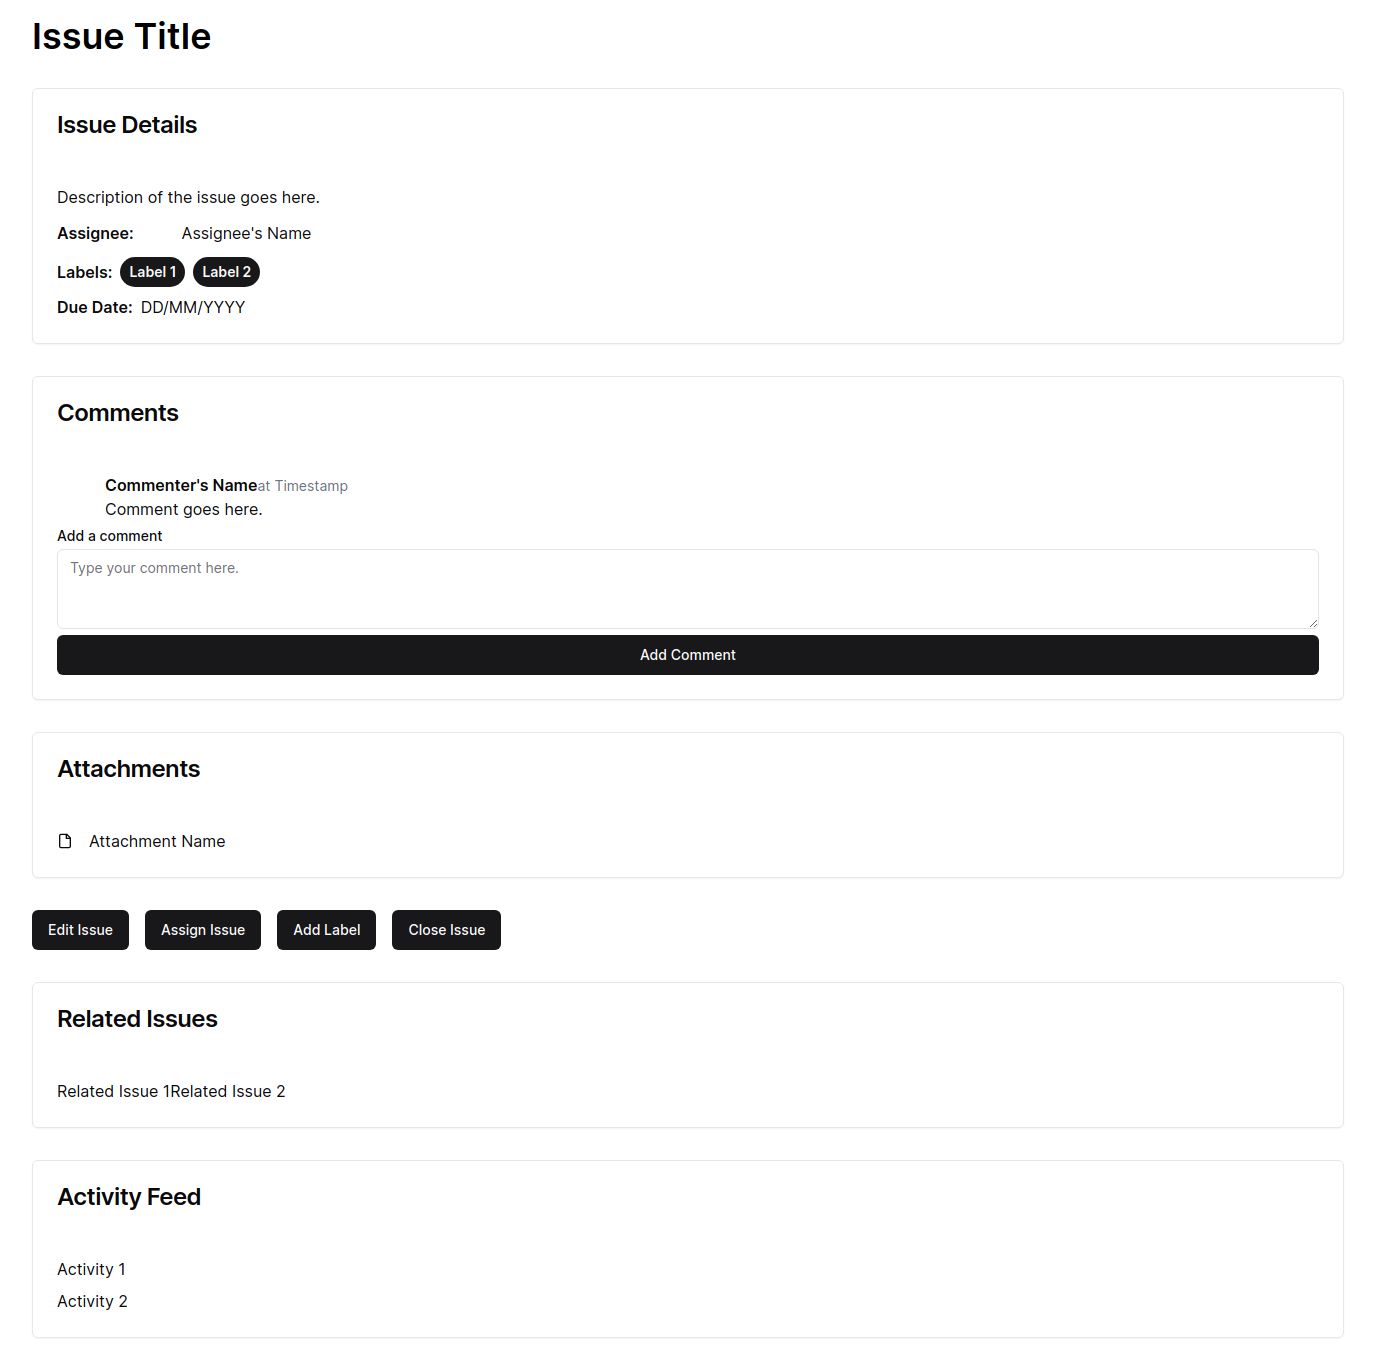 Issue Title
Issue Details
Description of the issue goes here.
Assignee: Assignee's Name
Labels: Label 1 Label 2
Due Date: DD/MM/YYYY
Comments
Commenter's Nameat Timestamp
Comment goes here.
Add a comment
Type your comment here.
Add Comment
Attachments
Attachment Name
Edit Issue Assign Issue Add Label Close Issue
Related Issues
Related Issue 1Related Issue 2
Activity Feed
Activity 1
Activity 2